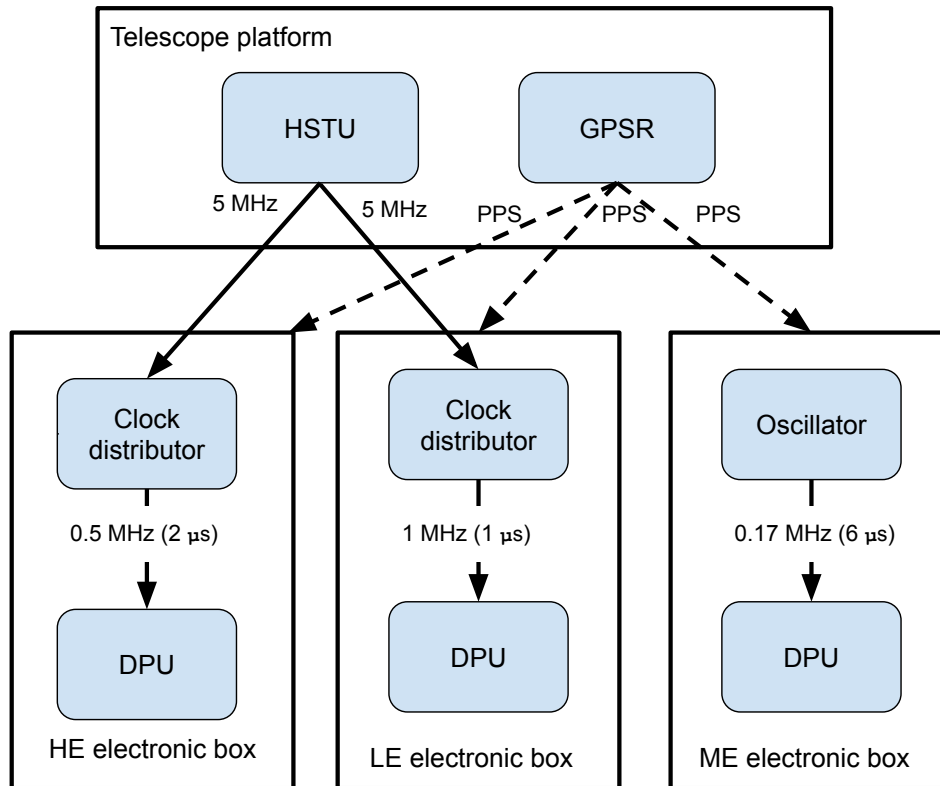 Telescope platform
HSTU
GPSR
5 MHz
5 MHz
PPS
PPS
PPS
Clock
distributor
Clock
distributor
Oscillator
0.5 MHz (2 μs)
1 MHz (1 μs)
0.17 MHz (6 μs)
DPU
DPU
DPU
HE electronic box
LE electronic box
ME electronic box